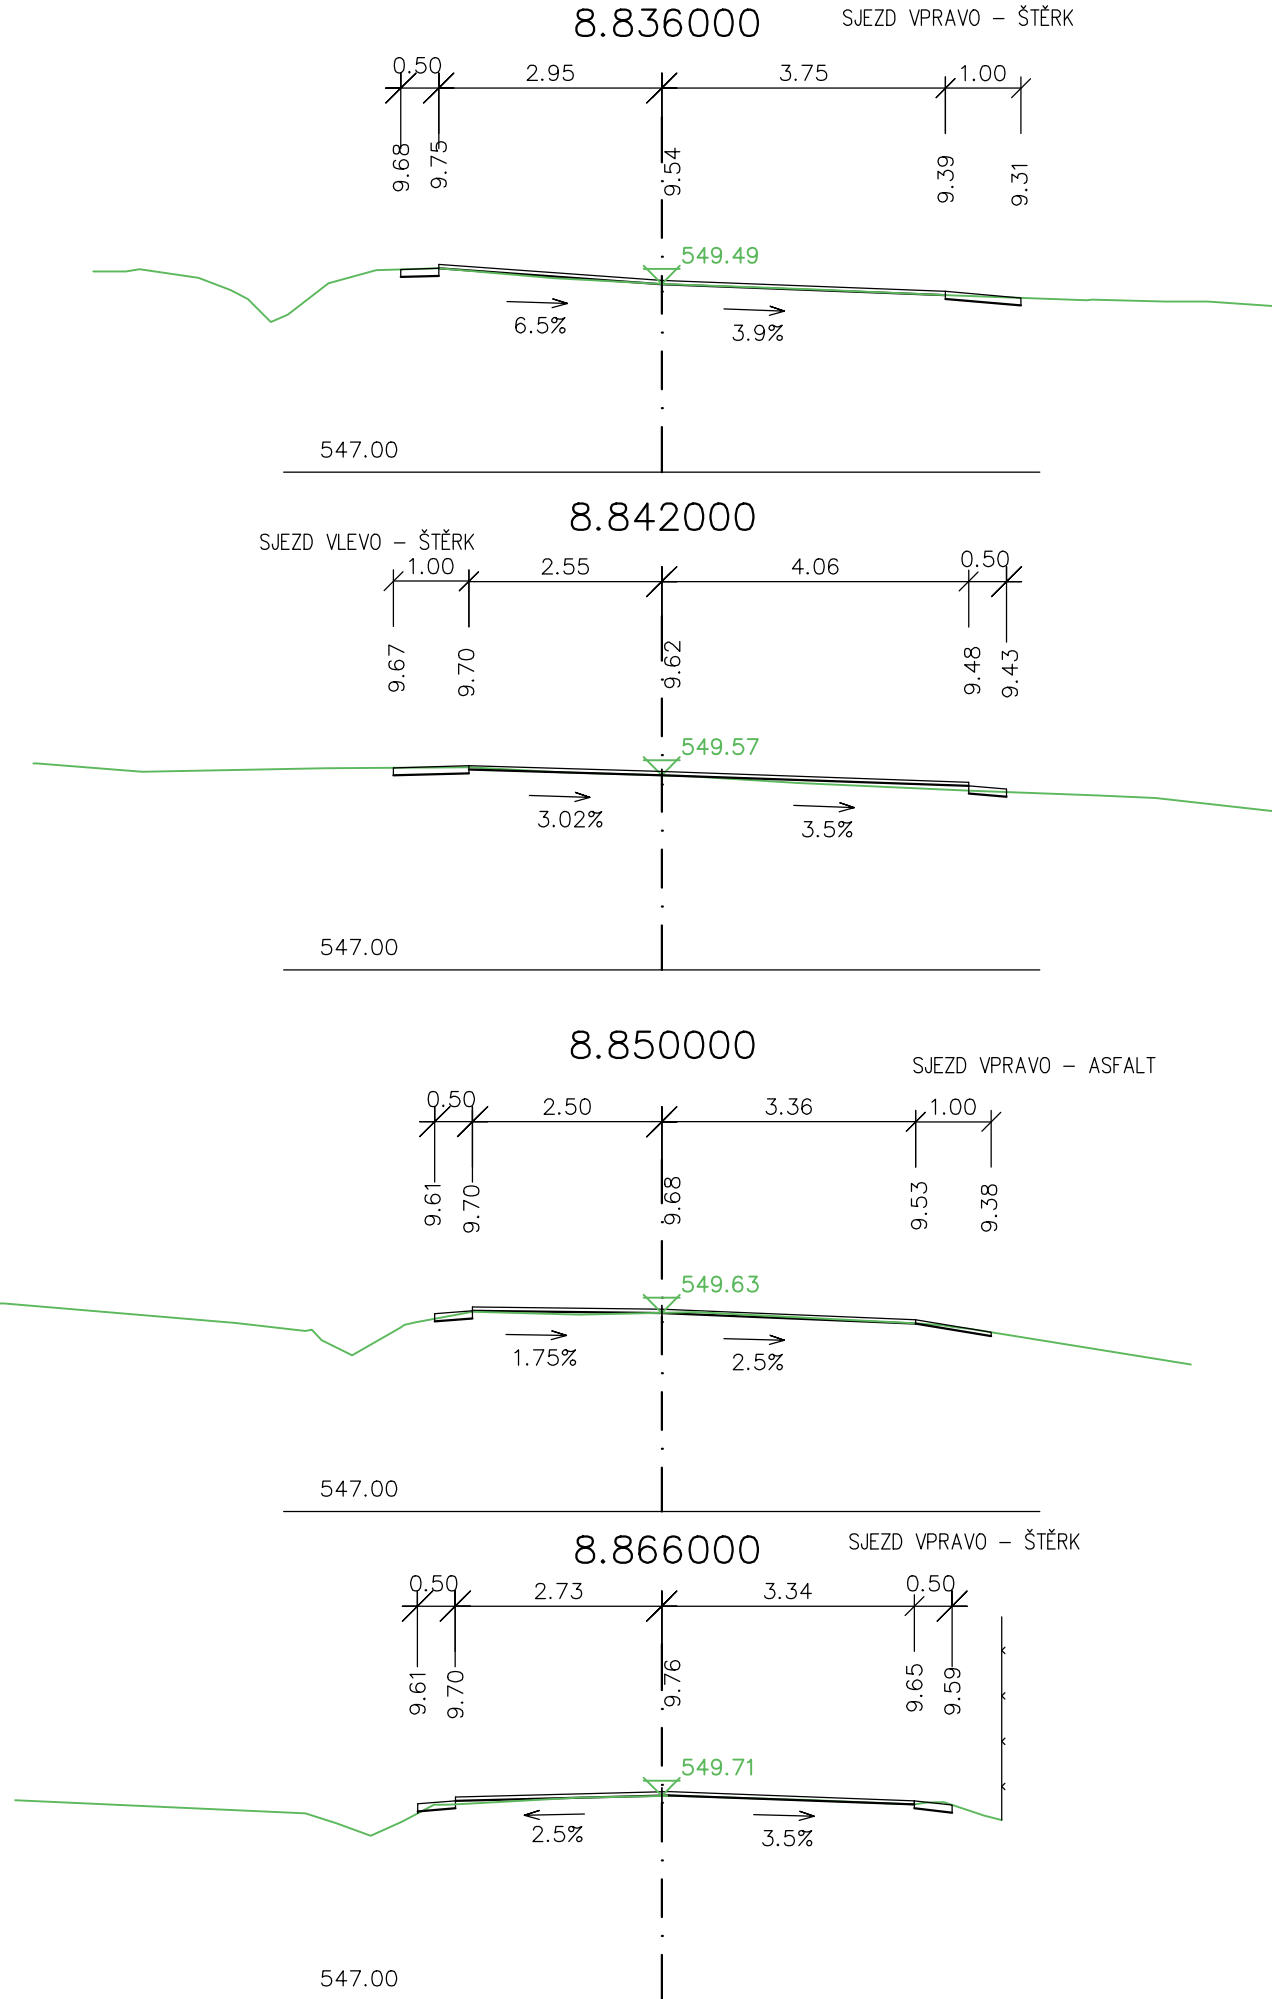 8.836000 SJEZD VPRAVO – ŠTĚRK
0.50 2.95 3.75 1.00
9.68 9.75 9.54 9.39 9.31
549.49
6.5% 3.9%
547.00
8.842000
SJEZD VLEVO – ŠTĚRK
1.00 2.55 4.06 0.50
9.67 9.70 9.62 9.48 9.43
549.57
3.02% 3.5%
547.00
8.850000
SJEZD VPRAVO – ASFALT
0.50 2.50 3.36 1.00
9.61 9.70 9.68 9.53 9.38
549.63
1.75% 2.5%
547.00
8.866000 SJEZD VPRAVO – ŠTĚRK
0.50 2.73 3.34 0.50
9.61 9.70 9.76 9.65 9.59
549.71
2.5% 3.5%
547.00